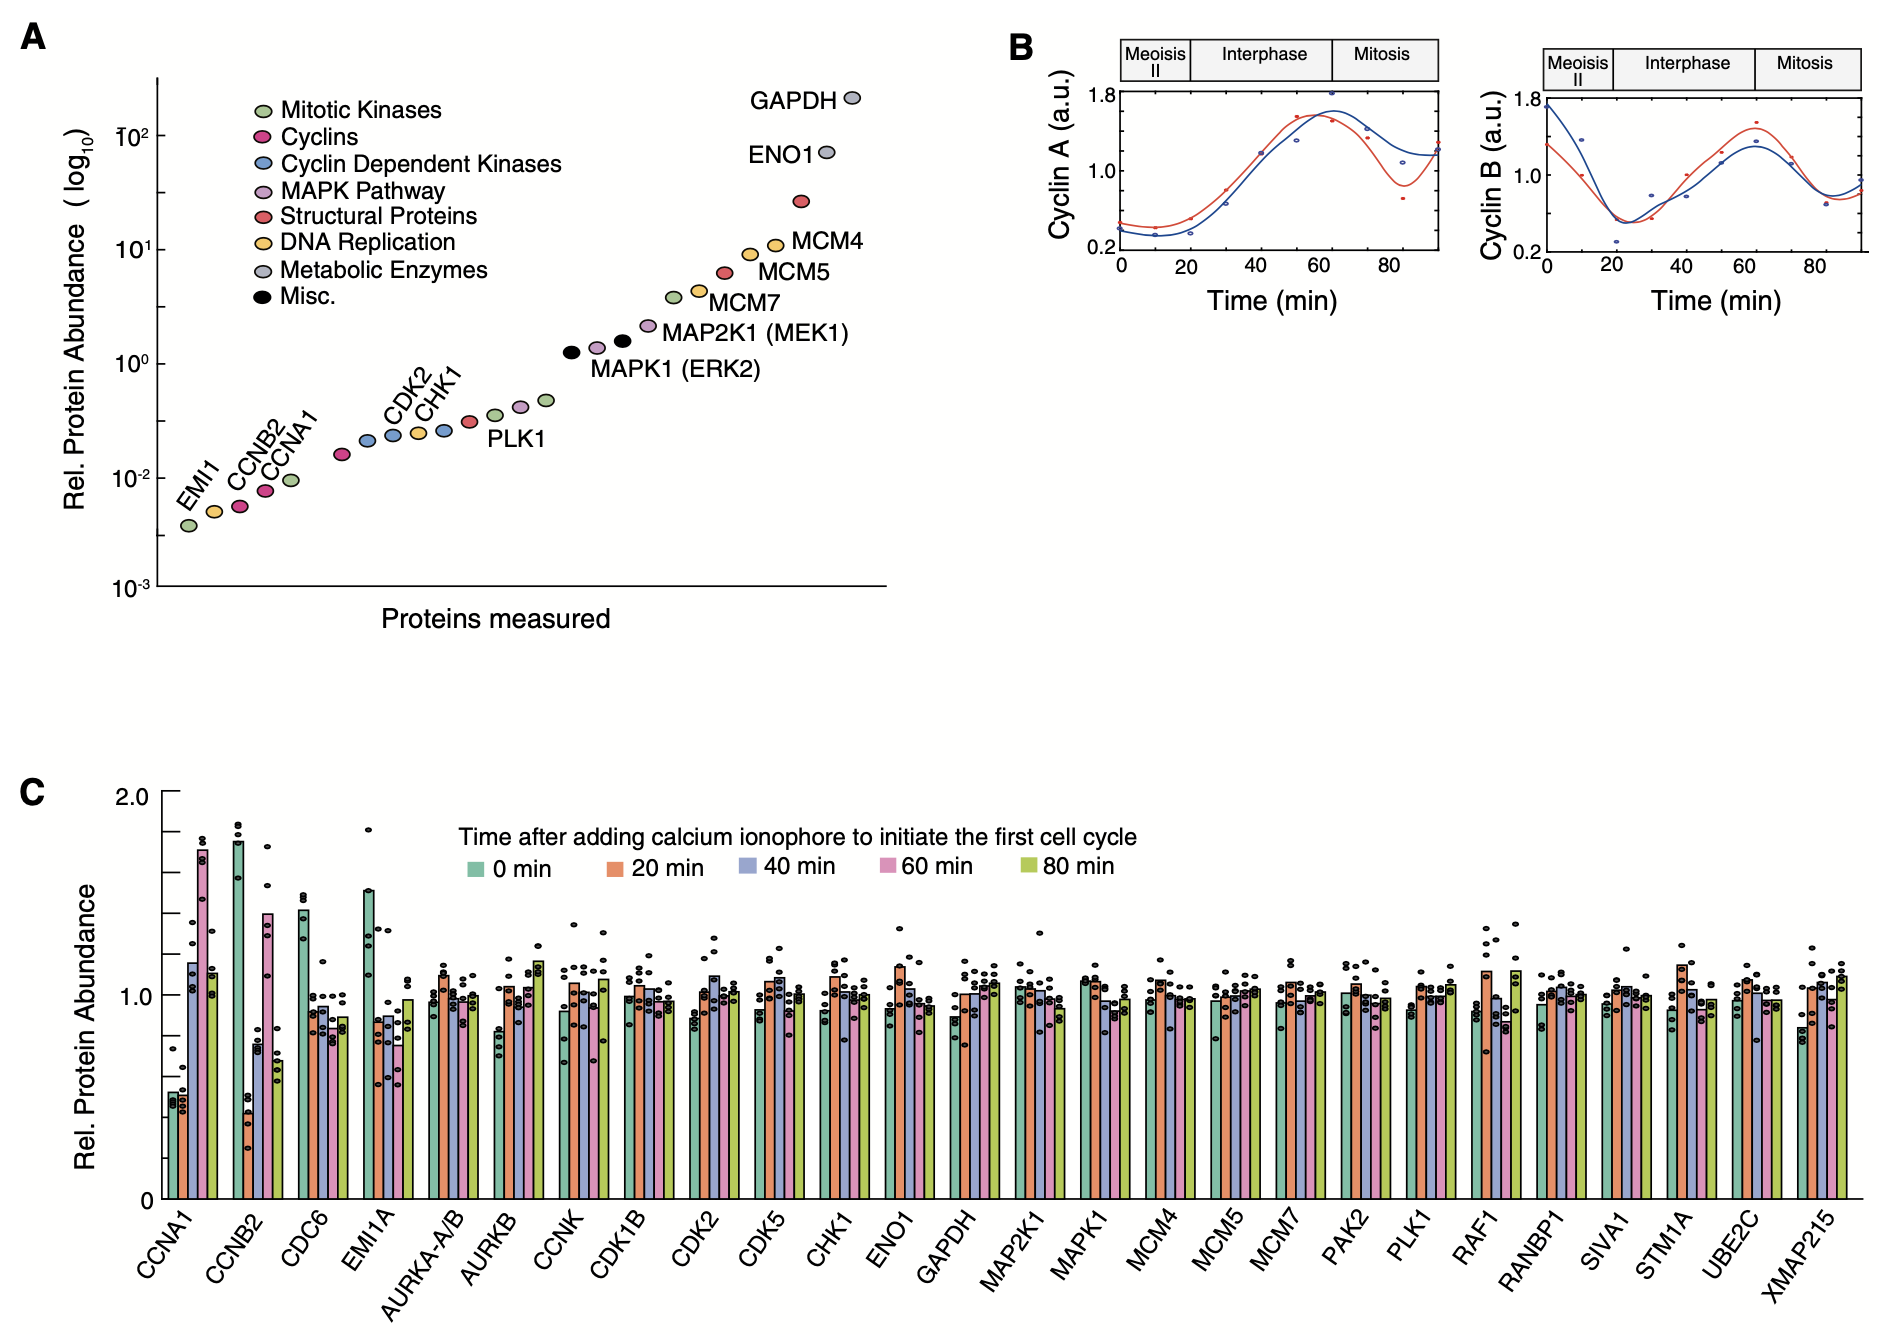 A
Rel. Protein Abundance ( log10)
10²
10¹
10⁰
10-2
10-3
Mitotic Kinases
Cyclins
Cyclin Dependent Kinases
MAPK Pathway
Structural Proteins
DNA Replication
Metabolic Enzymes
Misc.
GAPDH
ENO1
MCM4
MCM5
MCM7
MAP2K1 (MEK1)
MAPK1 (ERK2)
CDK2
CHK1
PLK1
EMI1
CCNB2
CCNA1
Proteins measured
B
Meoisis
II
Interphase
Mitosis
Cyclin A (a.u.)
1.8
1.0
0.2
0 20 40 60 80
Time (min)
Meoisis
II
Interphase
Mitosis
Cyclin B (a.u.)
1.8
1.0
0.2
0 20 40 60 80
Time (min)
C
Rel. Protein Abundance
2.0
1.0
0
Time after adding calcium ionophore to initiate the first cell cycle
0 min 20 min 40 min 60 min 80 min
CCNA1
CCNB2
CDC6
EMI1A
AURKA-A/B
AURKB
CCNK
CDK1B
CDK2
CDK5
CHK1
ENO1
GAPDH
MAP2K1
MAPK1
MCM4
MCM5
MCM7
PAK2
PLK1
RAF1
RANBP1
SIVA1
STM1A
UBE2C
XMAP215